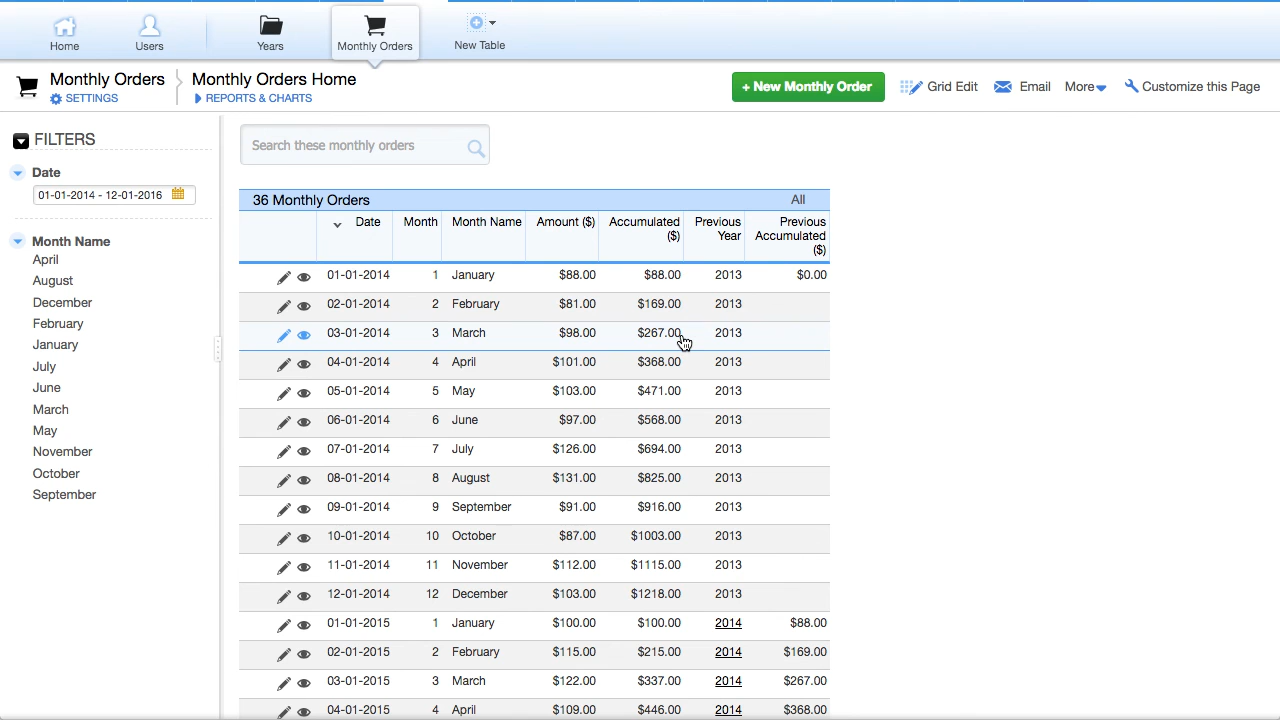 Home
Users
Years
Monthly Orders
New Table
Monthly Orders
SETTINGS
Monthly Orders Home
REPORTS & CHARTS
+ New Monthly Order
Grid Edit
Email
More
Customize this Page
FILTERS
Date
01-01-2014 - 12-01-2016
Month Name
April
August
December
February
January
July
June
March
May
November
October
September
Search these monthly orders
36 Monthly Orders All
Date Month Month Name Amount ($) Accumulated ($) Previous Year Previous Accumulated ($)
01-01-2014 1 January $88.00 $88.00 2013 $0.00
02-01-2014 2 February $81.00 $169.00 2013
03-01-2014 3 March $98.00 $267.00 2013
04-01-2014 4 April $101.00 $368.00 2013
05-01-2014 5 May $103.00 $471.00 2013
06-01-2014 6 June $97.00 $568.00 2013
07-01-2014 7 July $126.00 $694.00 2013
08-01-2014 8 August $131.00 $825.00 2013
09-01-2014 9 September $91.00 $916.00 2013
10-01-2014 10 October $87.00 $1003.00 2013
11-01-2014 11 November $112.00 $1115.00 2013
12-01-2014 12 December $103.00 $1218.00 2013
01-01-2015 1 January $100.00 $100.00 2014 $88.00
02-01-2015 2 February $115.00 $215.00 2014 $169.00
03-01-2015 3 March $122.00 $337.00 2014 $267.00
04-01-2015 4 April $109.00 $446.00 2014 $368.00